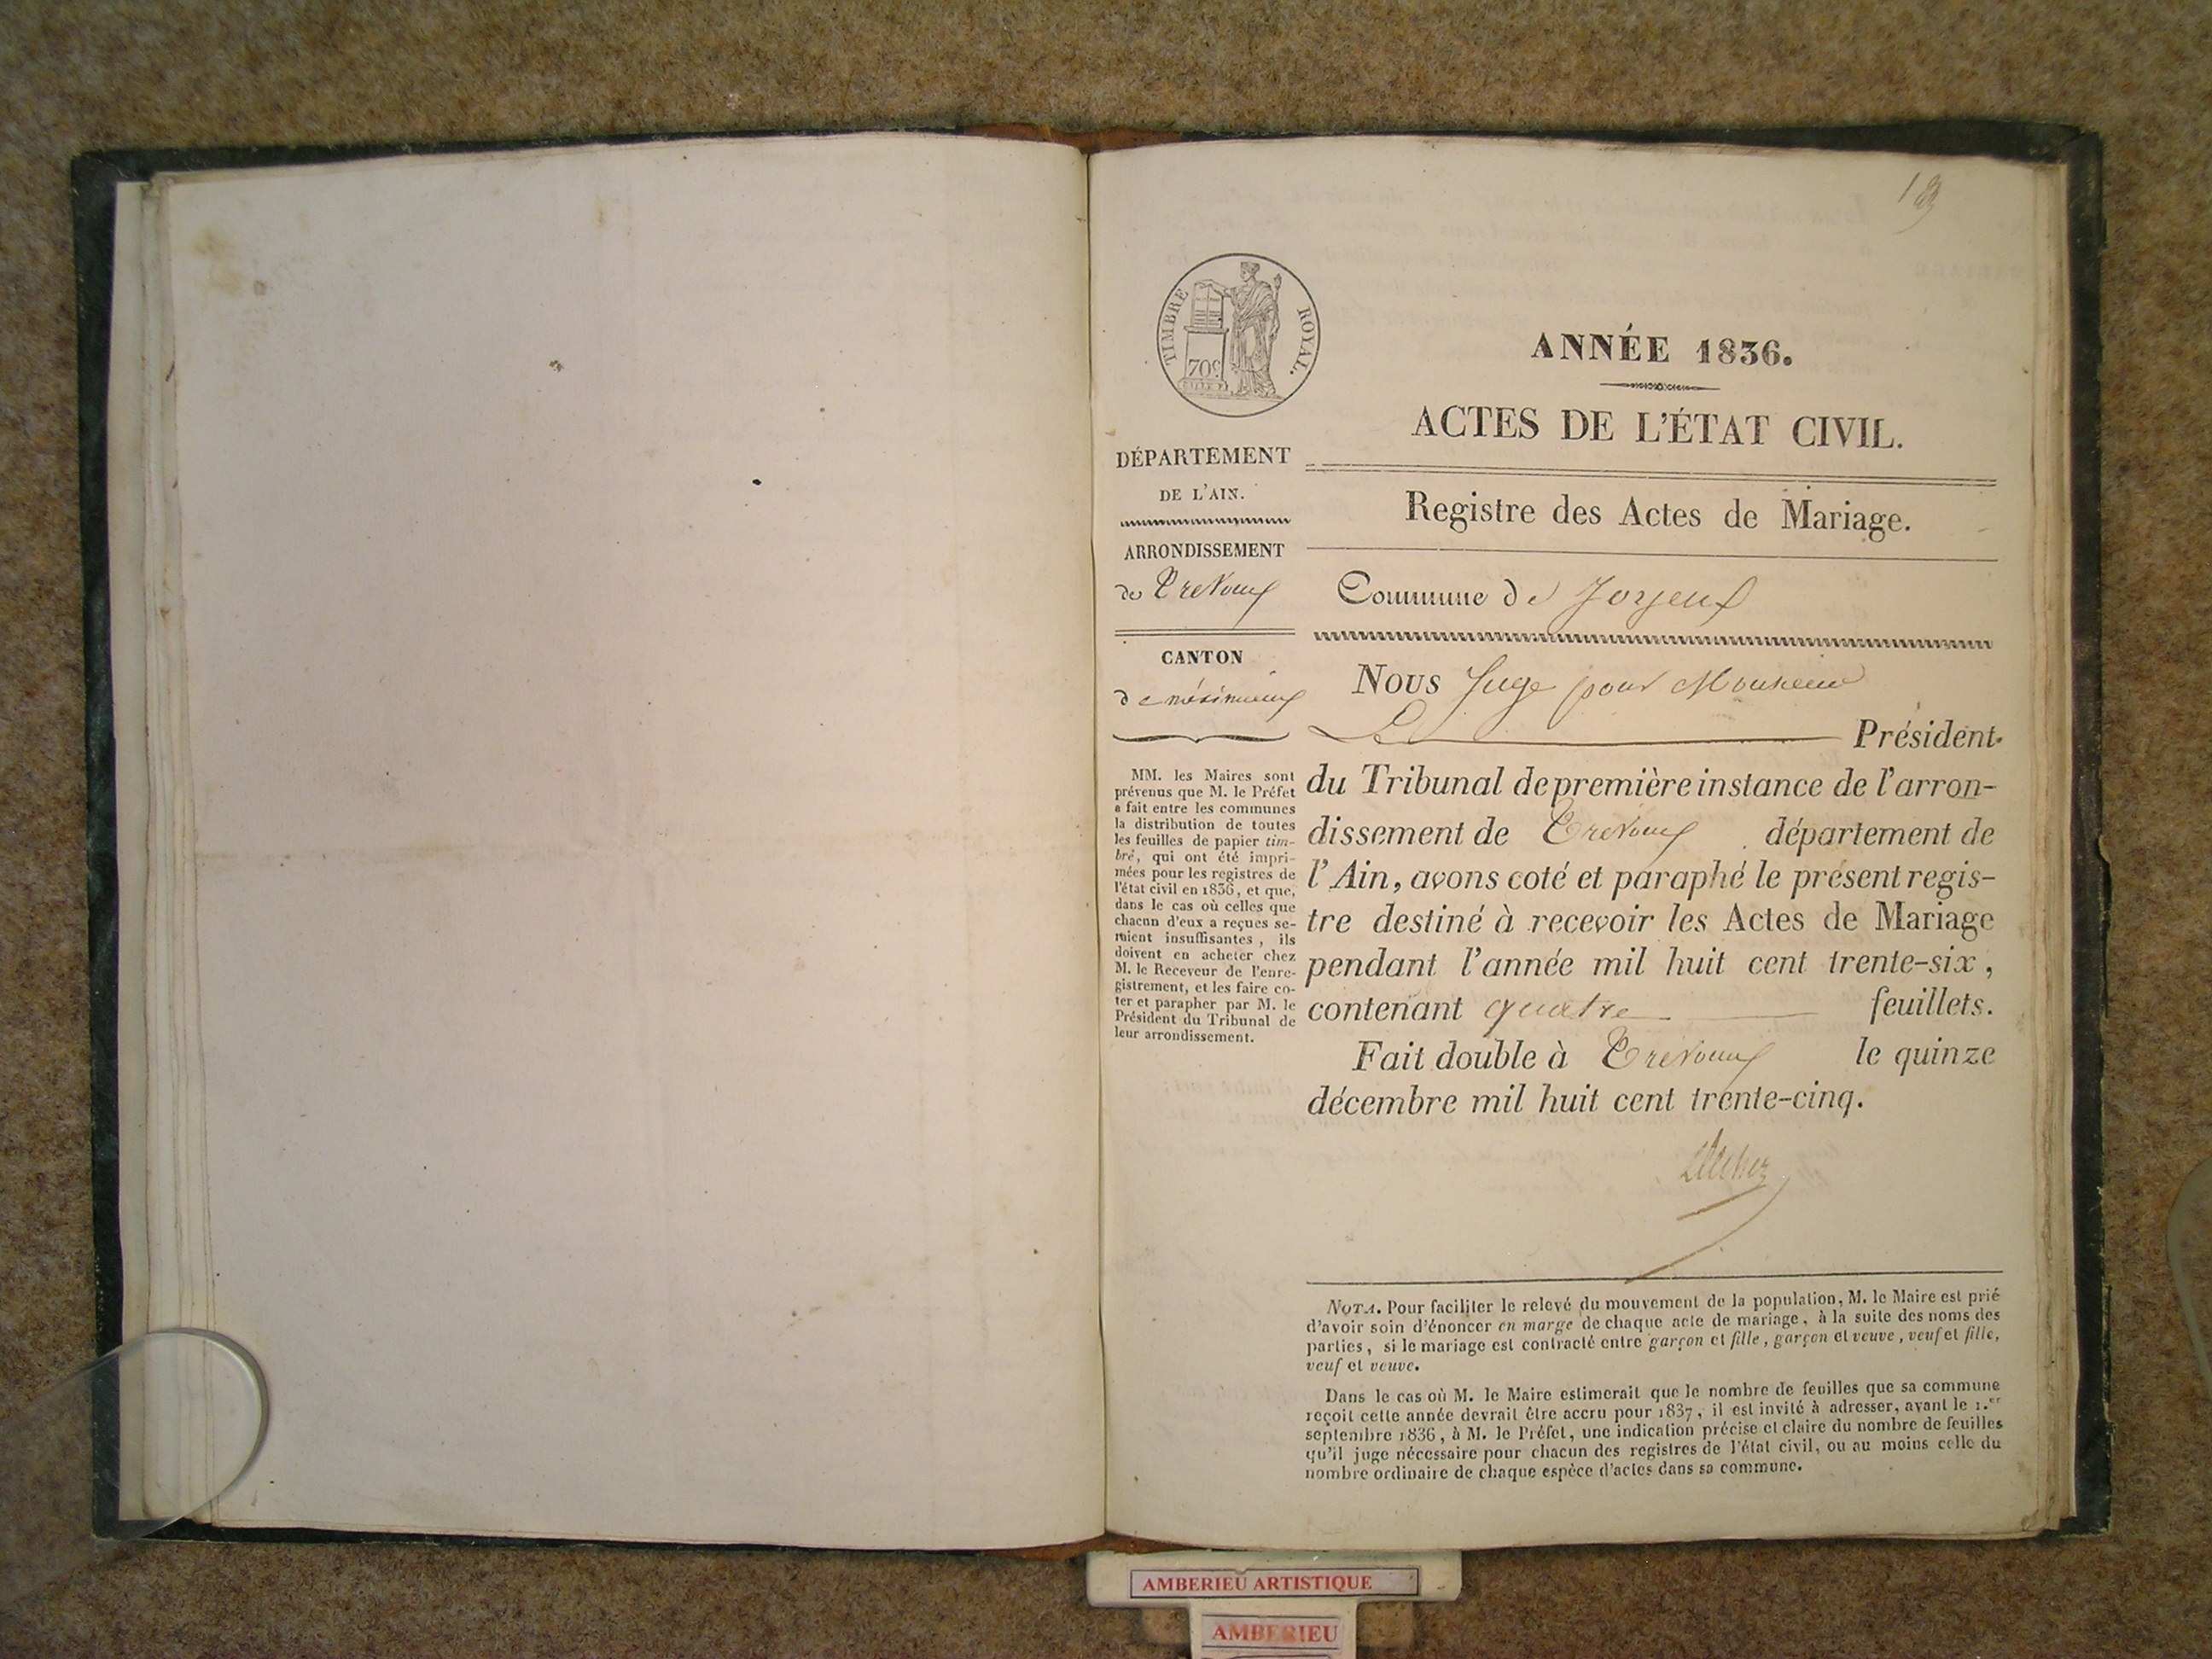 TIMBRE ROYAL.
70c
ANNÉE 1836.
ACTES DE L'ÉTAT CIVIL.
Registre des Actes de Mariage.
Commune de Joyeux
DÉPARTEMENT
DE L'AIN.
ARRONDISSEMENT
de Trevoux
CANTON
de méximieux
MM. les Maires sont
prévenus que M. le Préfet
a fait entre les communes
la distribution de toutes
les feuilles de papier tim-
bré, qui ont été impri-
mées pour les registres de
l'état civil en 1836, et que,
dans le cas où celles que
chacun d'eux a reçues se-
raient insuffisantes, ils
doivent en acheter chez
M. le Receveur de l'enre-
gistrement, et les faire co-
ter et parapher par M. le
Président du Tribunal de
leur arrondissement.
Nous Juge pour Monsieur
Le Président
du Tribunal de première instance de l'arron-
dissement de Trevoux département de
l'Ain, avons coté et paraphé le présent regis-
tre destiné à recevoir les Actes de Mariage
pendant l'année mil huit cent trente-six,
contenant quatre feuillets.
Fait double à Trevoux le quinze
décembre mil huit cent trente-cinq.
NOTA. Pour faciliter le relevé du mouvement de la population, M. le Maire est prié
d'avoir soin d'énoncer en marge de chaque acte de mariage, à la suite des noms des
parties, si le mariage est contracté entre garçon et fille, garçon et veuve, veuf et fille,
veuf et veuve.
Dans le cas où M. le Maire estimerait que le nombre de feuilles que sa commune
reçoit cette année devrait être accru pour 1837, il est invité à adresser, avant le 1.er
septembre 1836, à M. le Préfet, une indication précise et claire du nombre de feuilles
qu'il juge nécessaire pour chacun des registres de l'état civil, ou au moins celle du
nombre ordinaire de chaque espèce d'actes dans sa commune.
AMBERIEU ARTISTIQUE
AMBERIEU